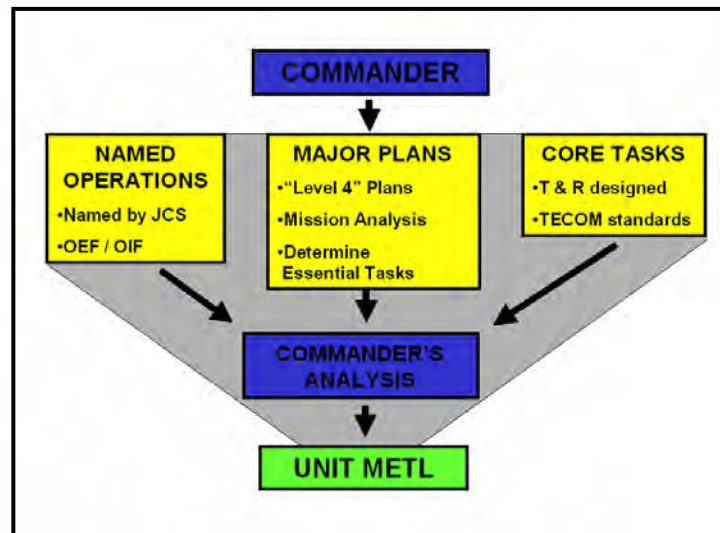 COMMANDER
NAMED
OPERATIONS
•Named by JCS
•OEF / OIF
MAJOR PLANS
•“Level 4” Plans
•Mission Analysis
•Determine
Essential Tasks
CORE TASKS
•T & R designed
•TECOM standards
COMMANDER'S
ANALYSIS
UNIT METL